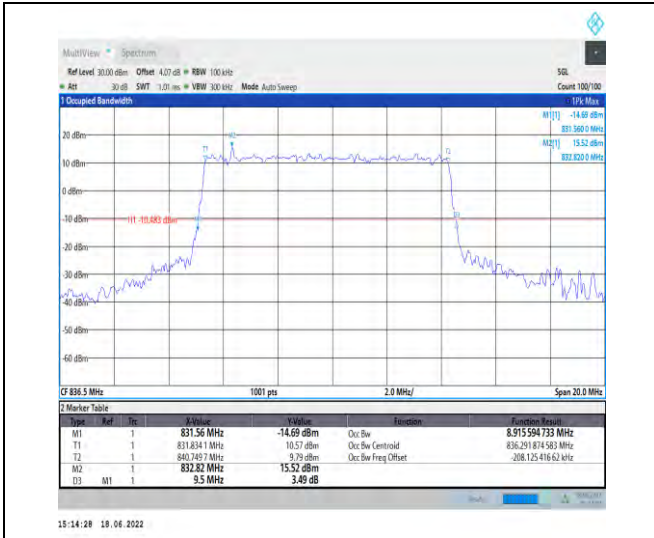 MultiView Spectrum
Ref Level 30.00 dBm Offset 4.07 dB RBW 100 kHz SGL
Att 30 dB SWT 1.01 ms VBW 300 kHz Mode Auto Sweep Count 100/100
1 Occupied Bandwidth 1Pk Max
M1[1] -14.69 dBm
831.560 0 MHz
M2[1] 15.52 dBm
832.820 0 MHz
20 dBm
10 dBm
0 dBm
-10 dBm
H1 -10.483 dBm
-20 dBm
-30 dBm
-40 dBm
-50 dBm
-60 dBm
CF 836.5 MHz 1001 pts 2.0 MHz/ Span 20.0 MHz
2 Marker Table
Type Ref Trc X-Value Y-Value Function Function Result
M1 1 831.56 MHz -14.69 dBm Occ Bw 8.915 594 733 MHz
T1 1 831.834 1 MHz 10.57 dBm Occ Bw Centroid 836.291 874 583 MHz
T2 1 840.749 7 MHz 9.79 dBm Occ Bw Freq Offset -208.125 416 62 kHz
M2 1 832.82 MHz 15.52 dBm
D3 M1 1 9.5 MHz 3.49 dB
15:14:28 18.06.2022